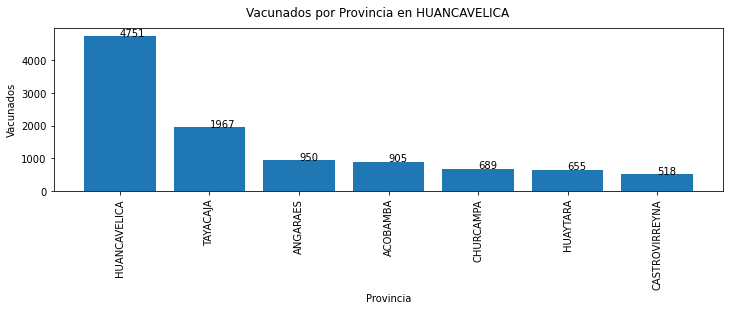 Vacunados por Provincia en HUANCAVELICA
Vacunados
4000
3000
2000
1000
0
4751
1967
950
905
689
655
518
HUANCAVELICA
TAYACAJA
ANGARAES
ACOBAMBA
CHURCAMPA
HUAYTARA
CASTROVIRREYNA
Provincia